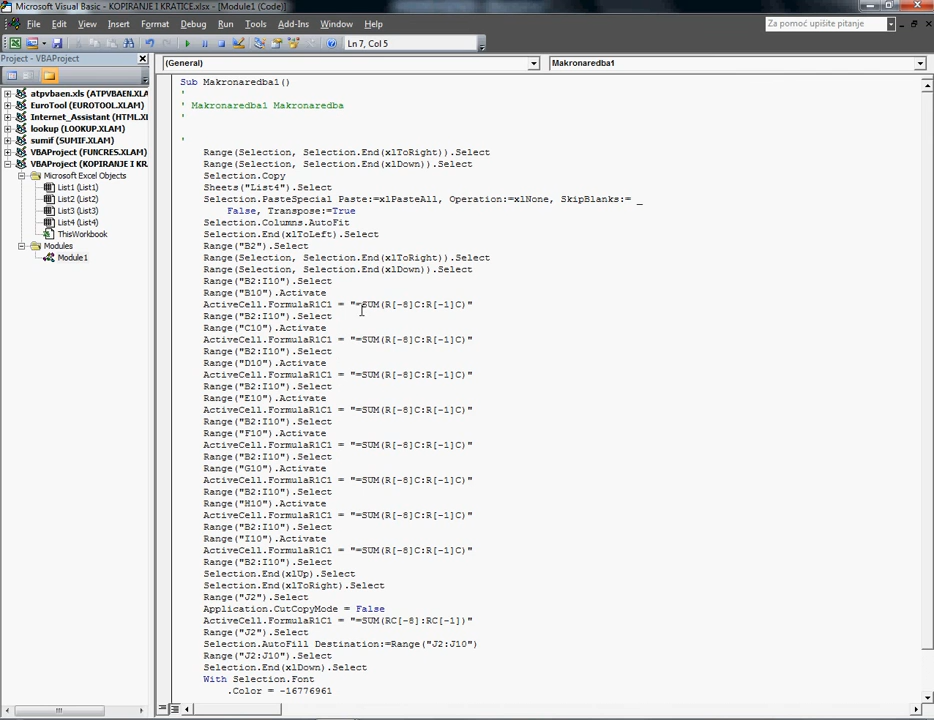 Microsoft Visual Basic - KOPIRANJE I KRATICE.xlsx - [Module1 (Code)]
File Edit View Insert Format Debug Run Tools Add-Ins Window Help
Za pomoć upišite pitanje
Ln 7, Col 5
Project - VBAProject
(General)
Makronaredba1
atpvbaen.xls (ATPVBAEN.XLA
EuroTool (EUROTOOL.XLAM)
Internet_Assistant (HTML.XL
lookup (LOOKUP.XLAM)
sumif (SUMIF.XLAM)
VBAProject (FUNCRES.XLAM)
VBAProject (KOPIRANJE I KR
Microsoft Excel Objects
List1 (List1)
List2 (List2)
List3 (List3)
List4 (List4)
ThisWorkbook
Modules
Module1
Sub Makronaredba1()
'
' Makronaredba1 Makronaredba
'
'
Range(Selection, Selection.End(xlToRight)).Select
Range(Selection, Selection.End(xlDown)).Select
Selection.Copy
Sheets("List4").Select
Selection.PasteSpecial Paste:=xlPasteAll, Operation:=xlNone, SkipBlanks:= _
False, Transpose:=True
Selection.Columns.AutoFit
Selection.End(xlToLeft).Select
Range("B2").Select
Range(Selection, Selection.End(xlToRight)).Select
Range(Selection, Selection.End(xlDown)).Select
Range("B2:I10").Select
Range("B10").Activate
ActiveCell.FormulaR1C1 = "=SUM(R[-8]C:R[-1]C)"
Range("B2:I10").Select
Range("C10").Activate
ActiveCell.FormulaR1C1 = "=SUM(R[-8]C:R[-1]C)"
Range("B2:I10").Select
Range("D10").Activate
ActiveCell.FormulaR1C1 = "=SUM(R[-8]C:R[-1]C)"
Range("B2:I10").Select
Range("E10").Activate
ActiveCell.FormulaR1C1 = "=SUM(R[-8]C:R[-1]C)"
Range("B2:I10").Select
Range("F10").Activate
ActiveCell.FormulaR1C1 = "=SUM(R[-8]C:R[-1]C)"
Range("B2:I10").Select
Range("G10").Activate
ActiveCell.FormulaR1C1 = "=SUM(R[-8]C:R[-1]C)"
Range("B2:I10").Select
Range("H10").Activate
ActiveCell.FormulaR1C1 = "=SUM(R[-8]C:R[-1]C)"
Range("B2:I10").Select
Range("I10").Activate
ActiveCell.FormulaR1C1 = "=SUM(R[-8]C:R[-1]C)"
Range("B2:I10").Select
Selection.End(xlUp).Select
Selection.End(xlToRight).Select
Range("J2").Select
Application.CutCopyMode = False
ActiveCell.FormulaR1C1 = "=SUM(RC[-8]:RC[-1])"
Range("J2").Select
Selection.AutoFill Destination:=Range("J2:J10")
Range("J2:J10").Select
Selection.End(xlDown).Select
With Selection.Font
.Color = -16776961